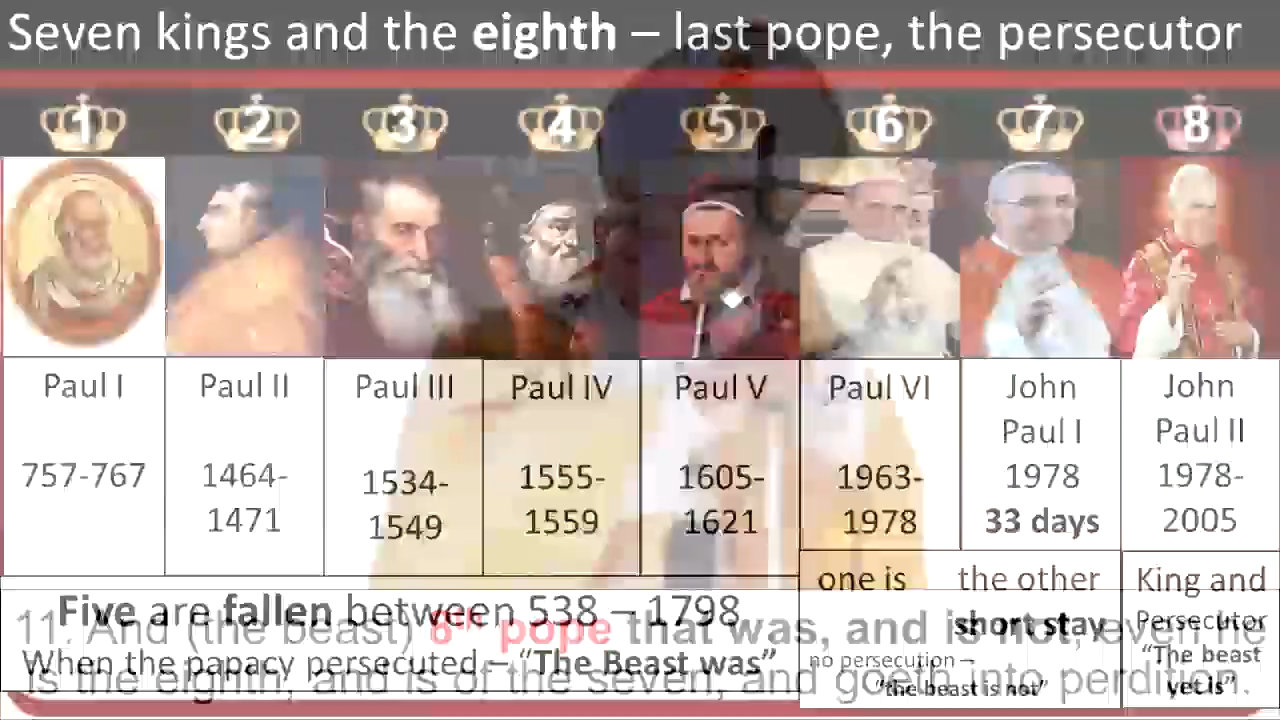 Seven kings and the eighth – last pope, the persecutor
1 2 3 4 5 6 7 8
Paul I
757-767
Paul II
1464-
1471
Paul III
1534-
1549
Paul IV
1555-
1559
Paul V
1605-
1621
Paul VI
1963-
1978
John
Paul I
1978
33 days
John
Paul II
1978-
2005
Five are fallen between 538 – 1798
When the papacy persecuted – “The Beast was”
one is
the other
short stay
no persecution –
“the beast is not”
King and
Persecutor
“The beast
yet is”
11. And (the beast) 8th pope that was, and is not, even he
is the eighth, and is of the seven, and goeth into perdition.